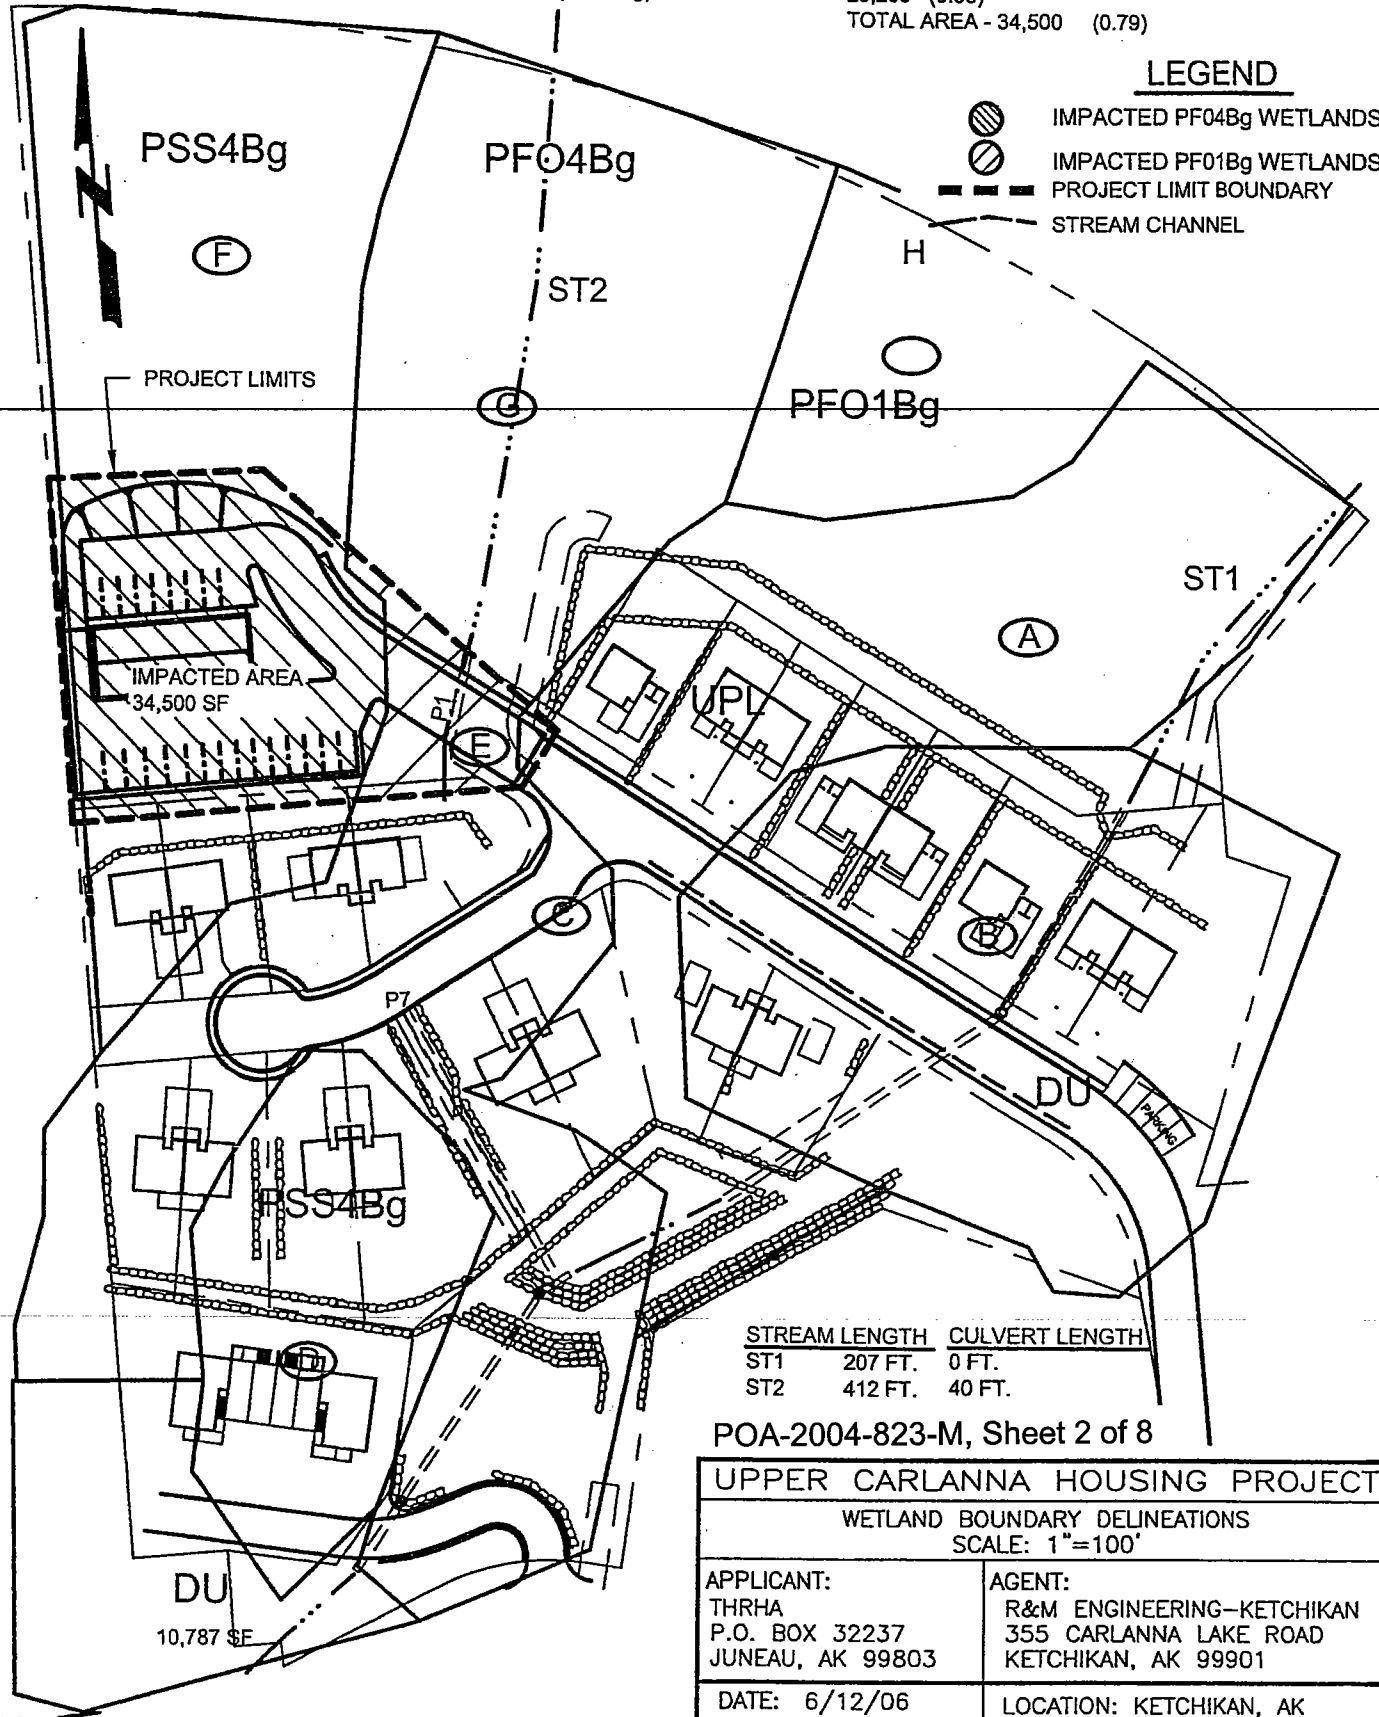 TOTAL AREA - 34,500 (0.79)
LEGEND
IMPACTED PF04Bg WETLANDS
IMPACTED PF01Bg WETLANDS
PROJECT LIMIT BOUNDARY
STREAM CHANNEL
PSS4Bg
PFO4Bg
N
F
ST2
H
PROJECT LIMITS
G
PFO1Bg
ST1
A
IMPACTED AREA
34,500 SF
UPL
P1
E
C
B
P7
DU
PARKING
PSS4Bg
D
STREAM LENGTH CULVERT LENGTH
ST1 207 FT. 0 FT.
ST2 412 FT. 40 FT.
POA-2004-823-M, Sheet 2 of 8
UPPER CARLANNA HOUSING PROJECT
WETLAND BOUNDARY DELINEATIONS
SCALE: 1"=100'
APPLICANT:
THRHA
P.O. BOX 32237
JUNEAU, AK 99803
AGENT:
R&M ENGINEERING-KETCHIKAN
355 CARLANNA LAKE ROAD
KETCHIKAN, AK 99901
DU
10,787 SF
DATE: 6/12/06
LOCATION: KETCHIKAN, AK